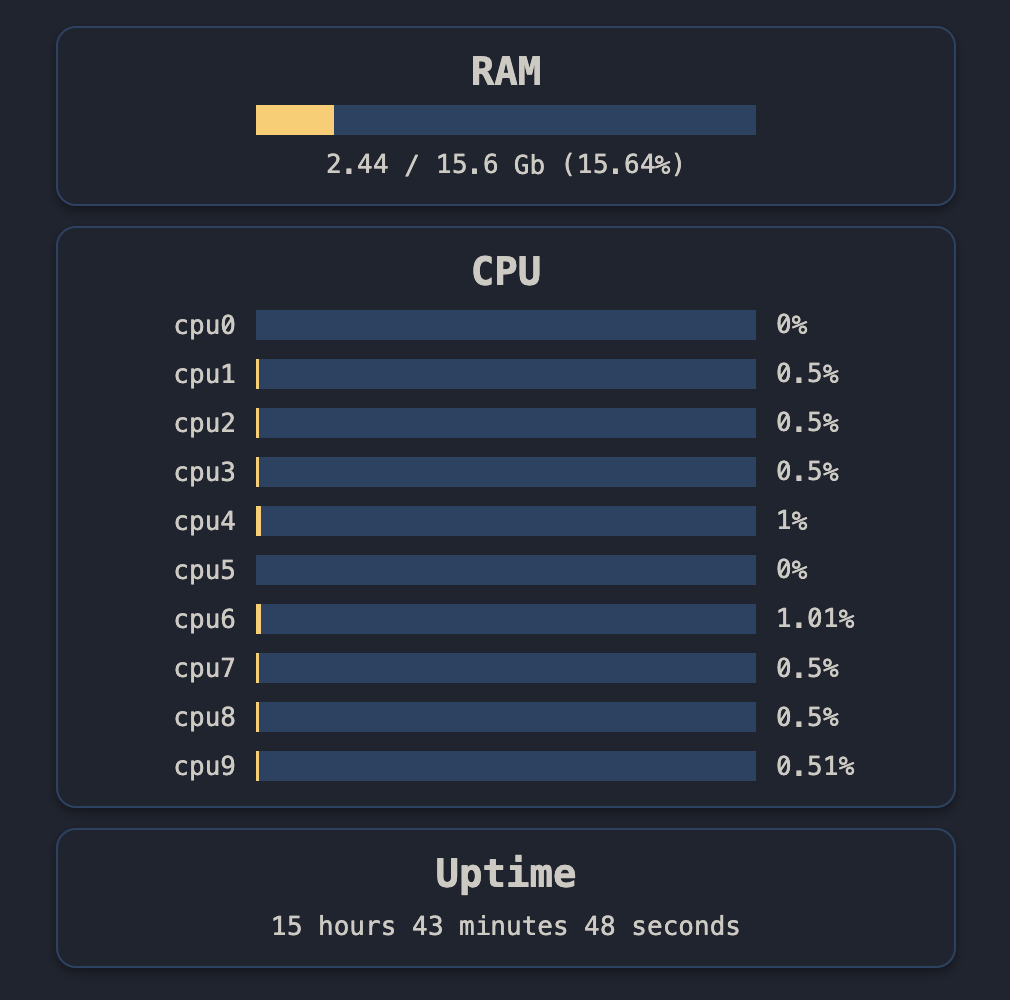 RAM
2.44 / 15.6 Gb (15.64%)
CPU
cpu0 0%
cpu1 0.5%
cpu2 0.5%
cpu3 0.5%
cpu4 1%
cpu5 0%
cpu6 1.01%
cpu7 0.5%
cpu8 0.5%
cpu9 0.51%
Uptime
15 hours 43 minutes 48 seconds